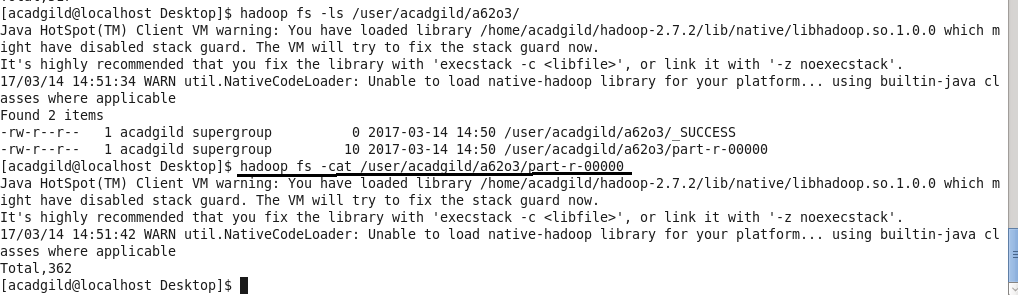 [acadgild@localhost Desktop]$ hadoop fs -ls /user/acadgild/a62o3/
Java HotSpot(TM) Client VM warning: You have loaded library /home/acadgild/hadoop-2.7.2/lib/native/libhadoop.so.1.0.0 which m
ight have disabled stack guard. The VM will try to fix the stack guard now.
It's highly recommended that you fix the library with 'execstack -c <libfile>', or link it with '-z noexecstack'.
17/03/14 14:51:34 WARN util.NativeCodeLoader: Unable to load native-hadoop library for your platform... using builtin-java cl
asses where applicable
Found 2 items
-rw-r--r--   1 acadgild supergroup          0 2017-03-14 14:50 /user/acadgild/a62o3/_SUCCESS
-rw-r--r--   1 acadgild supergroup         10 2017-03-14 14:50 /user/acadgild/a62o3/part-r-00000
[acadgild@localhost Desktop]$ hadoop fs -cat /user/acadgild/a62o3/part-r-00000
Java HotSpot(TM) Client VM warning: You have loaded library /home/acadgild/hadoop-2.7.2/lib/native/libhadoop.so.1.0.0 which m
ight have disabled stack guard. The VM will try to fix the stack guard now.
It's highly recommended that you fix the library with 'execstack -c <libfile>', or link it with '-z noexecstack'.
17/03/14 14:51:42 WARN util.NativeCodeLoader: Unable to load native-hadoop library for your platform... using builtin-java cl
asses where applicable
Total,362
[acadgild@localhost Desktop]$